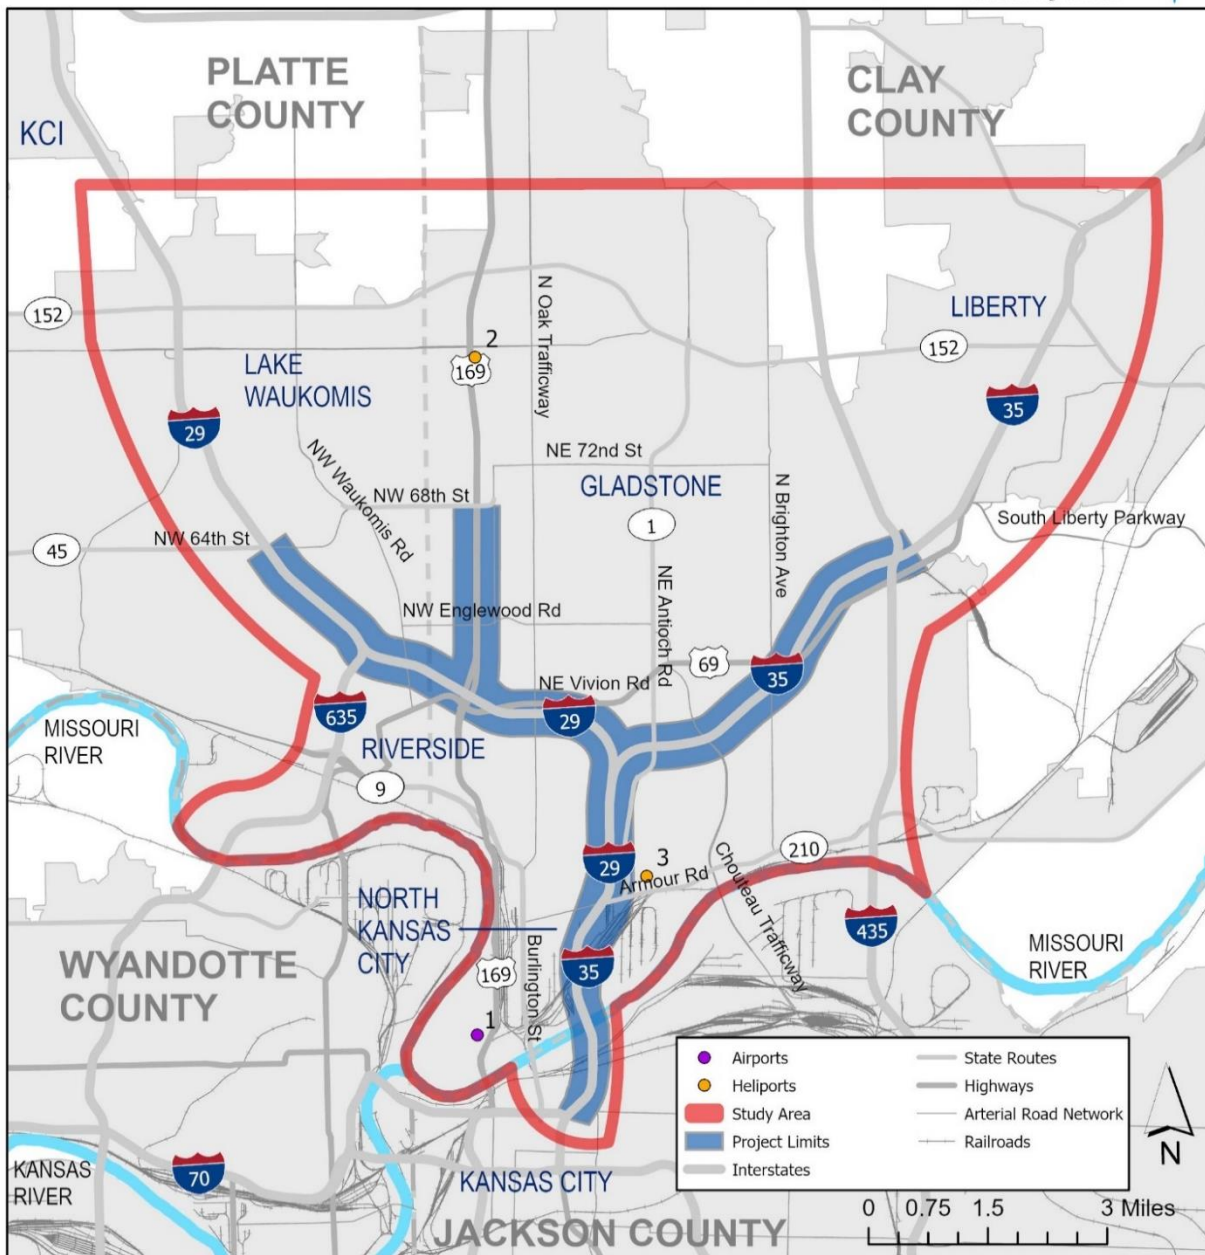 PLATTE
COUNTY
CLAY
COUNTY
KCI
N Oak Trafficway
152
LIBERTY
2
152
169
LAKE
WAUKOMIS
35
29
NE 72nd St
NW Waukomis Rd
GLADSTONE
N Brighton Ave
NW 68th St
1
South Liberty Parkway
45
NW 64th St
NE Antioch Rd
NW Englewood Rd
69
35
NE Vivion Rd
29
635
MISSOURI
RIVER
RIVERSIDE
9
210
29
3
Armour Rd
Chouteau Trafficway
NORTH
KANSAS
CITY
435
MISSOURI
RIVER
WYANDOTTE
COUNTY
169
Burlington St
35
1
Airports
Heliports
Study Area
Project Limits
Interstates
State Routes
Highways
Arterial Road Network
Railroads
N
KANSAS
RIVER
70
KANSAS CITY
0 0.75 1.5 3 Miles
JACKSON COUNTY